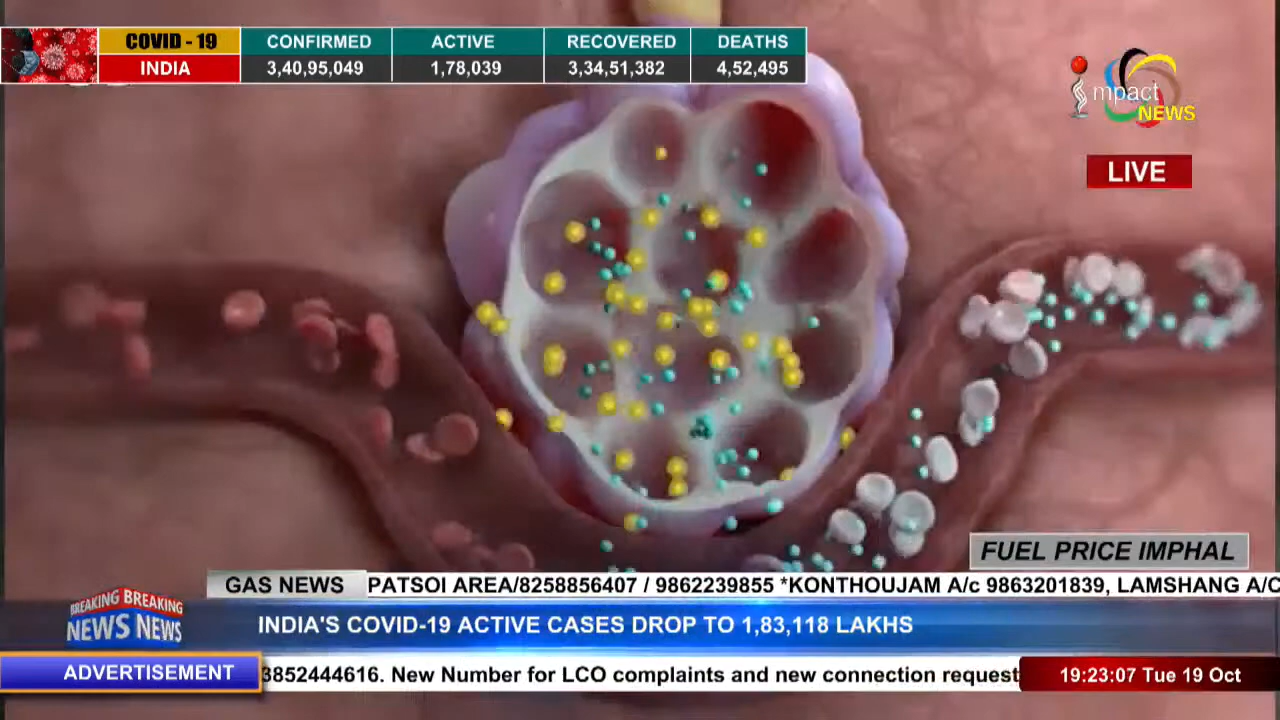 COVID - 19 CONFIRMED ACTIVE RECOVERED DEATHS
INDIA 3,40,95,049 1,78,039 3,34,51,382 4,52,495
impact
NEWS
LIVE
FUEL PRICE IMPHAL
GAS NEWS PATSOI AREA/8258856407 / 9862239855 *KONTHOUJAM A/c 9863201839, LAMSHANG A/C
BREAKING BREAKING
NEWS NEWS
INDIA'S COVID-19 ACTIVE CASES DROP TO 1,83,118 LAKHS
ADVERTISEMENT 3852444616. New Number for LCO complaints and new connection request 19:23:07 Tue 19 Oct